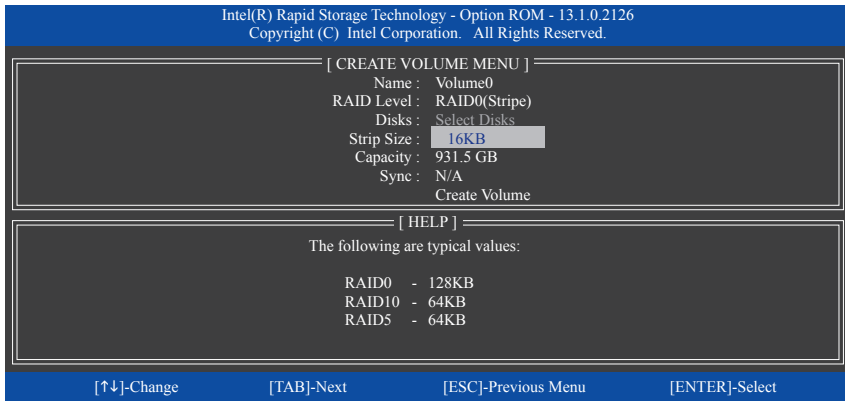 Intel(R) Rapid Storage Technology - Option ROM - 13.1.0.2126
Copyright (C) Intel Corporation. All Rights Reserved.
[ CREATE VOLUME MENU ]
Name : Volume0
RAID Level : RAID0(Stripe)
Disks : Select Disks
Strip Size : 16KB
Capacity : 931.5 GB
Sync : N/A
Create Volume
[ HELP ]
The following are typical values:
RAID0 - 128KB
RAID10 - 64KB
RAID5 - 64KB
[↑↓]-Change [TAB]-Next [ESC]-Previous Menu [ENTER]-Select